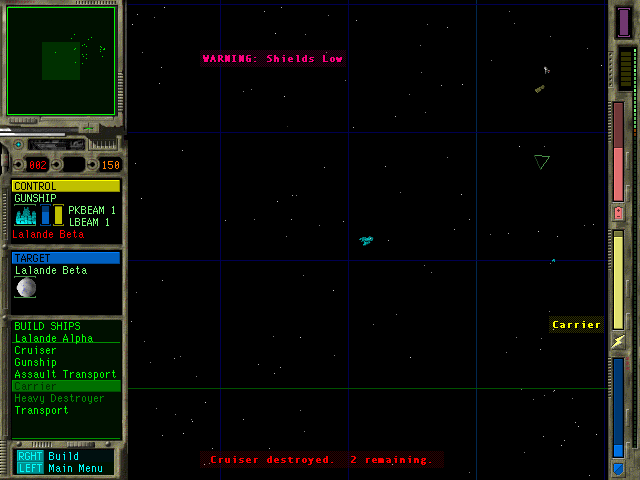 WARNING: Shields Low
002 150
CONTROL
GUNSHIP
PKBEAM 1
LBEAM 1
Lalande Beta
TARGET
Lalande Beta
Carrier
BUILD SHIPS
Lalande Alpha
Cruiser
Gunship
Assault Transport
Carrier
Heavy Destroyer
Transport
RGHT Build
LEFT Main Menu
Cruiser destroyed. 2 remaining.